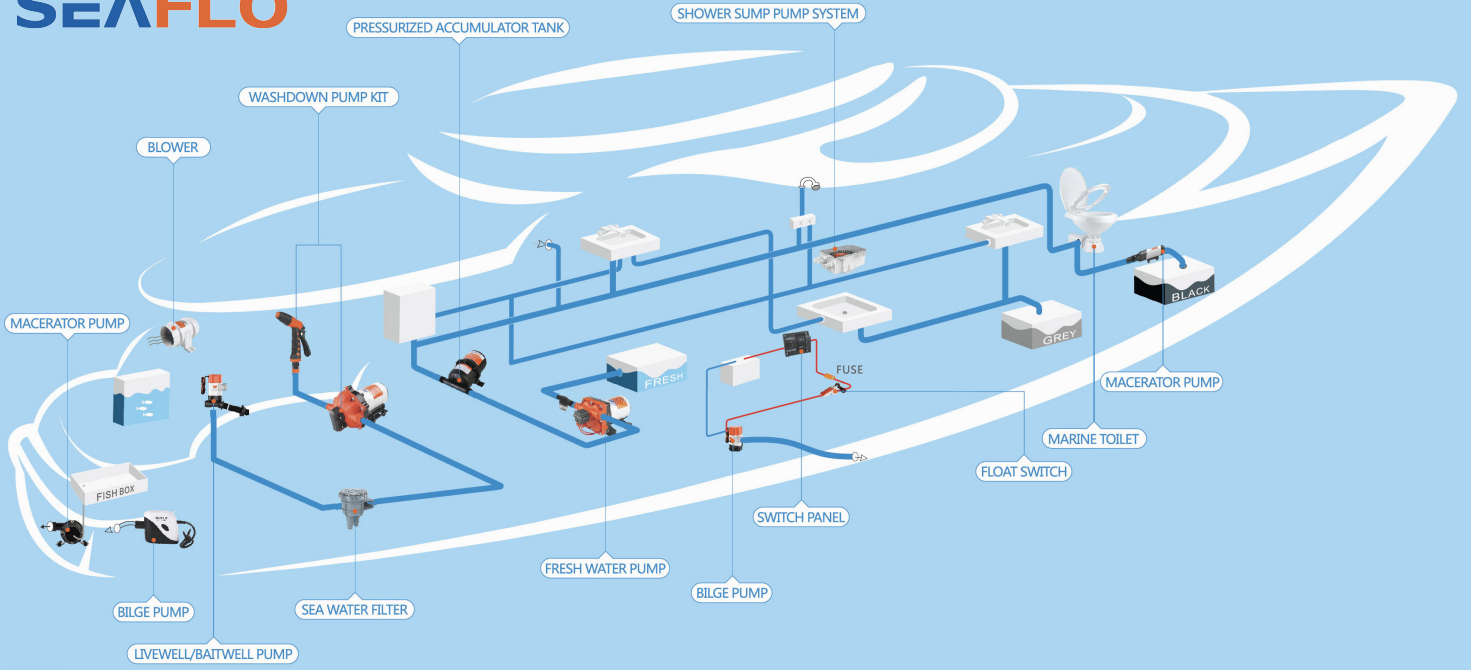 SEAFLO
SHOWER SUMP PUMP SYSTEM
PRESSURIZED ACCUMULATOR TANK
WASHDOWN PUMP KIT
BLOWER
MACERATOR PUMP
BLACK
GREY
FUSE
FRESH
MACERATOR PUMP
MARINE TOILET
FLOAT SWITCH
FISH BOX
SWITCH PANEL
FRESH WATER PUMP
BILGE PUMP
SEA WATER FILTER
BILGE PUMP
LIVEWELL/BAITWELL PUMP